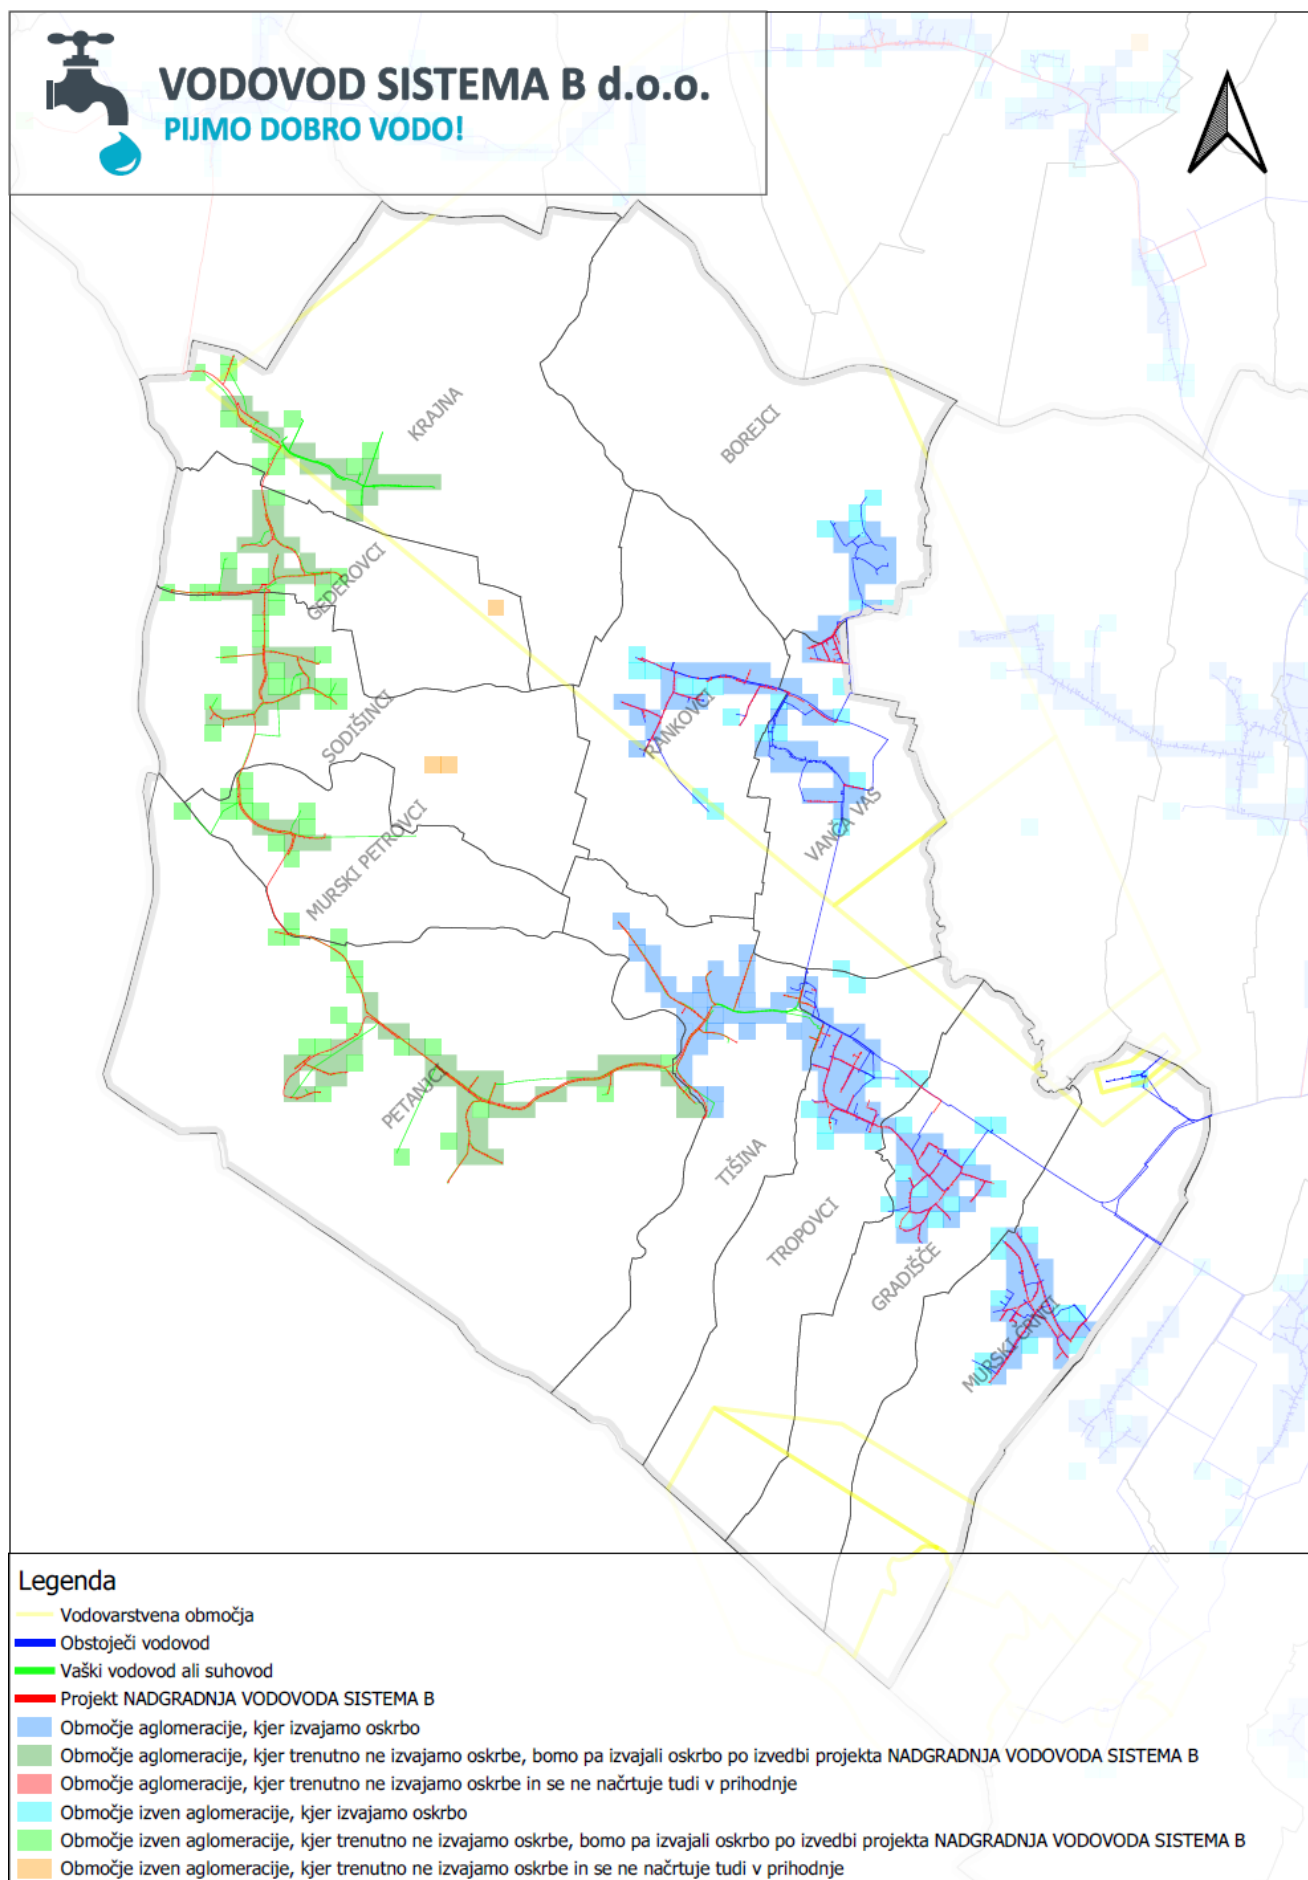 VODOVOD SISTEMA B d.o.o.
PIJMO DOBRO VODO!
KRAJNA
BOREJCI
GEDEROVCI
SODIŠINCI
RANKOVCI
VANČA VAS
MURSKI PETROVCI
PETANJCI
TIŠINA
TROPOVCI
GRADIŠČE
MURSKI ČRNCI
Legenda
Vodovarstvena območja
Obstoječi vodovod
Vaški vodovod ali suhovod
Projekt NADGRADNJA VODOVODA SISTEMA B
Območje aglomeracije, kjer izvajamo oskrbo
Območje aglomeracije, kjer trenutno ne izvajamo oskrbe, bomo pa izvajali oskrbo po izvedbi projekta NADGRADNJA VODOVODA SISTEMA B
Območje aglomeracije, kjer trenutno ne izvajamo oskrbe in se ne načrtuje tudi v prihodnje
Območje izven aglomeracije, kjer izvajamo oskrbo
Območje izven aglomeracije, kjer trenutno ne izvajamo oskrbe, bomo pa izvajali oskrbo po izvedbi projekta NADGRADNJA VODOVODA SISTEMA B
Območje izven aglomeracije, kjer trenutno ne izvajamo oskrbe in se ne načrtuje tudi v prihodnje